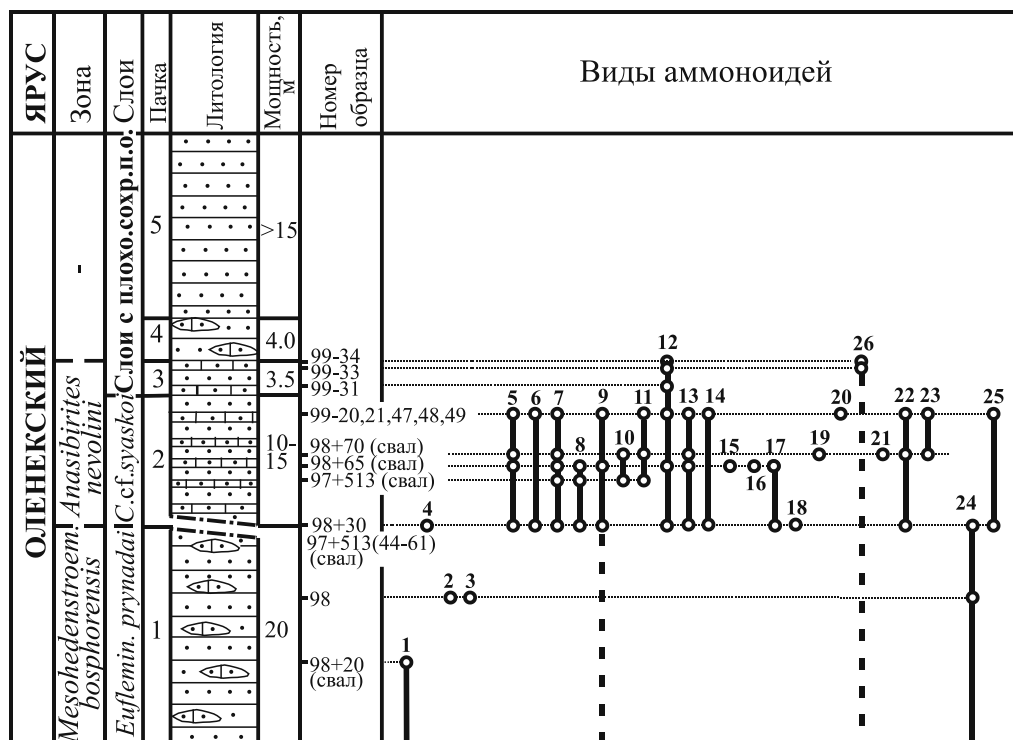 ЯРУС
Зона
Слои
Пачка
Литология
Мощность,
м
Номер
образца
Виды аммоноидей
ОЛЕНЕКСКИЙ
-
Anasibirites
nevolini
Mesohedenstroem.
bosphorensis
Слои с плохо.сохр.п.о.
C.cf.syaskoi
Euflemin. prynadai
5
4
3
2
1
>15
4.0
3.5
10-
15
20
99-34
99-33
99-31
99-20,21,47,48,49
98+70 (свал)
98+65 (свал)
97+513 (свал)
98+30
97+513(44-61)
(свал)
98
98+20
(свал)
12 26
5 6 7 9 11 13 14 20 22 23 25
8 10 15 17 19 21
16
4 18 24
2 3
1